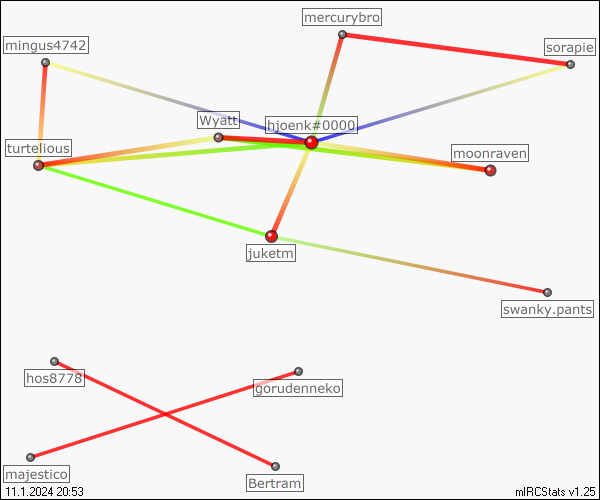 mercurybro
mingus4742
sorapie
Wyatt
hjoenk#0000
turtelious
moonraven
juketm
swanky.pants
hos8778
gorudenneko
majestico
Bertram
11.1.2024 20:53
mIRCStats v1.25